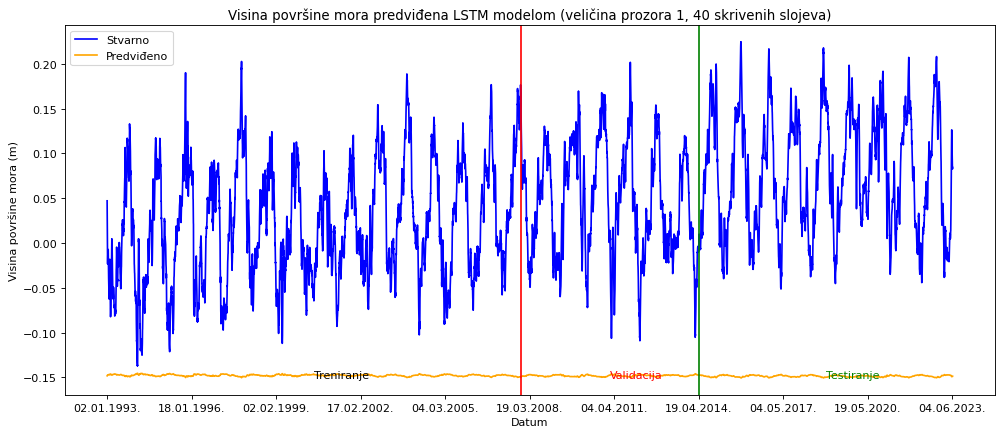 Visina površine mora predviđena LSTM modelom (veličina prozora 1, 40 skrivenih slojeva)
Stvarno
Predviđeno
0.20
0.15
0.10
0.05
0.00
−0.05
−0.10
−0.15
Visina površine mora (m)
Treniranje
Validacija
Testiranje
02.01.1993. 18.01.1996. 02.02.1999. 17.02.2002. 04.03.2005. 19.03.2008. 04.04.2011. 19.04.2014. 04.05.2017. 19.05.2020. 04.06.2023.
Datum